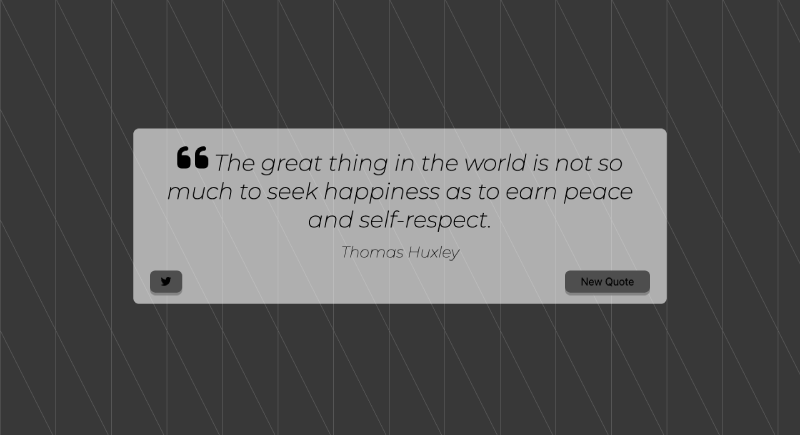 ❝ The great thing in the world is not so
much to seek happiness as to earn peace
and self-respect.
Thomas Huxley
New Quote